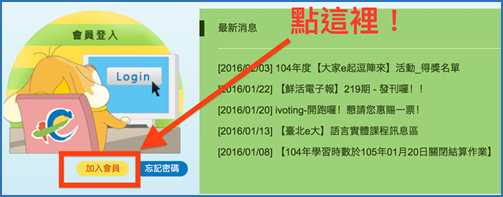 點這裡！
會員登入
Login
加入會員
忘記密碼
最新消息
[2016/02/03] 104年度【大家e起逗陣來】活動_得獎名單
[2016/01/22] 【鮮活電子報】219期 - 發刊囉！!
[2016/01/20] ivoting-開跑囉！懇請您惠賜一票!
[2016/01/13] 【臺北e大】語言實體課程訊息區
[2016/01/08] 【104年學習時數於105年01月20日關閉結算作業】